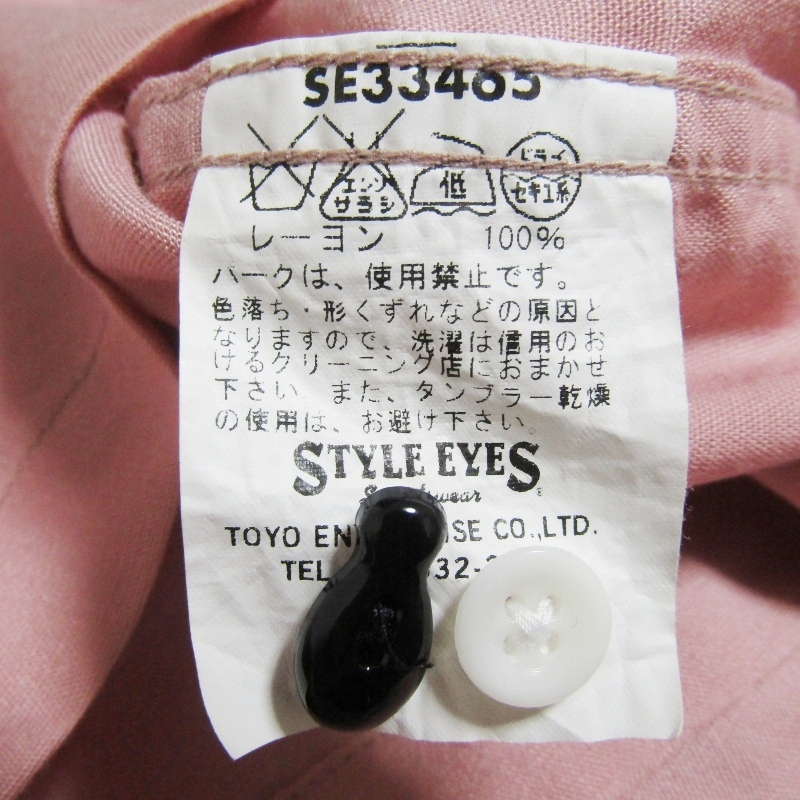 SE33465
エンソ サラシ 低 ドライ セキユ系
レーヨン 100%
パークは、使用禁止です。
色落ち・形くずれなどの原因と
なりますので、洗濯は信用のお
けるクリーニング店におまかせ
下さい。また、タンブラー乾燥
の使用は、お避け下さい。
STYLE EYES
TOYO CO.,LTD.
TEL